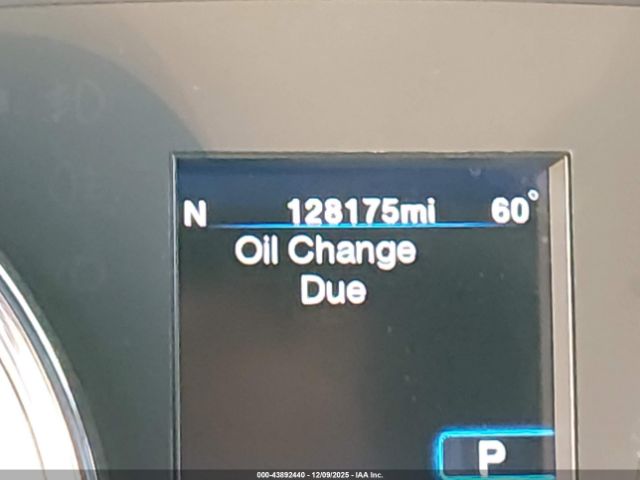 N 128175mi 60°
Oil Change
Due
P
000-43892440 - 12/09/2025 - IAA Inc.